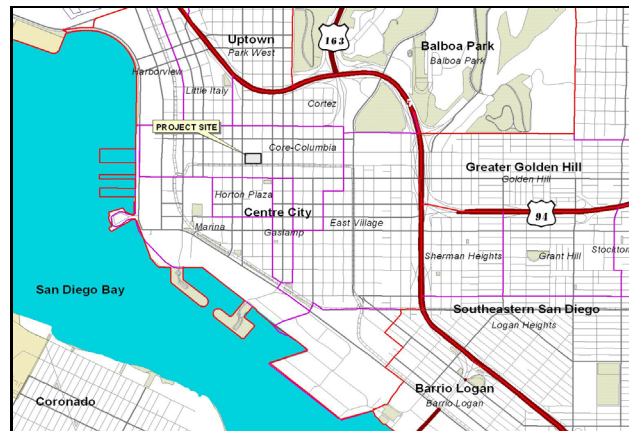 Uptown
Park West
163
Balboa Park
Balboa Park
Harborview
Little Italy
Cortez
PROJECT SITE
Core-Columbia
Greater Golden Hill
Golden Hill
Horton Plaza
Centre City
94
Marina
Gaslamp
East Village
Sherman Heights
Grant Hill
Stockton
San Diego Bay
Southeastern San Diego
Logan Heights
Coronado
Barrio Logan
Barrio Logan